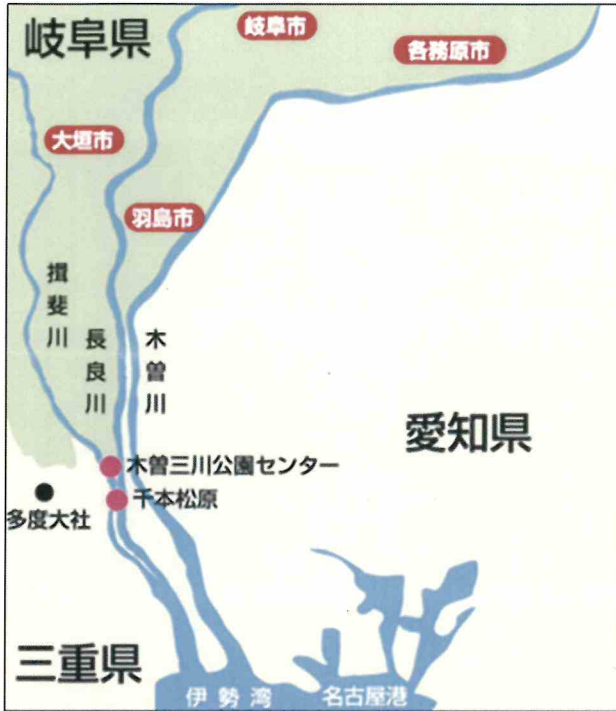 岐阜県
岐阜市
各務原市
大垣市
羽島市
揖斐川
長良川
木曽川
愛知県
木曽三川公園センター
千本松原
多度大社
三重県
伊勢湾
名古屋港